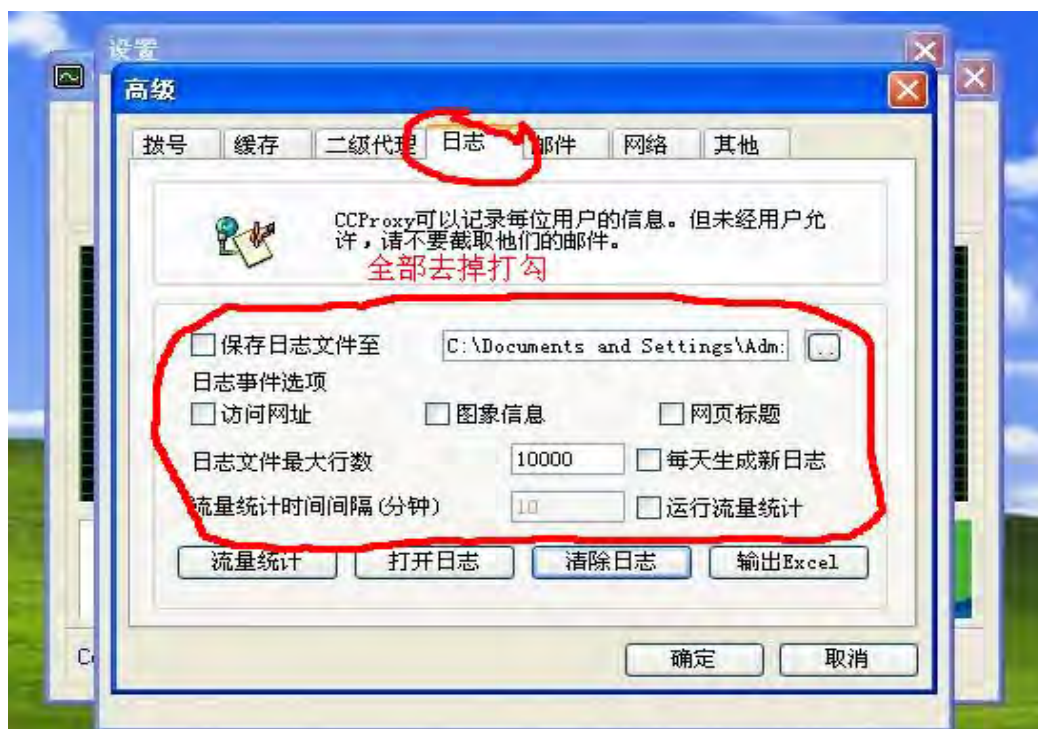 设置
高级
拨号 缓存 二级代理 日志 邮件 网络 其他
CCProxy可以记录每位用户的信息。但未经用户允
许，请不要截取他们的邮件。
全部去掉打勾
保存日志文件至 C:\Documents and Settings\Adm: ..
日志事件选项
访问网址 图象信息 网页标题
日志文件最大行数 10000 每天生成新日志
流量统计时间间隔(分钟) 10 运行流量统计
流量统计 打开日志 清除日志 输出Excel
确定 取消